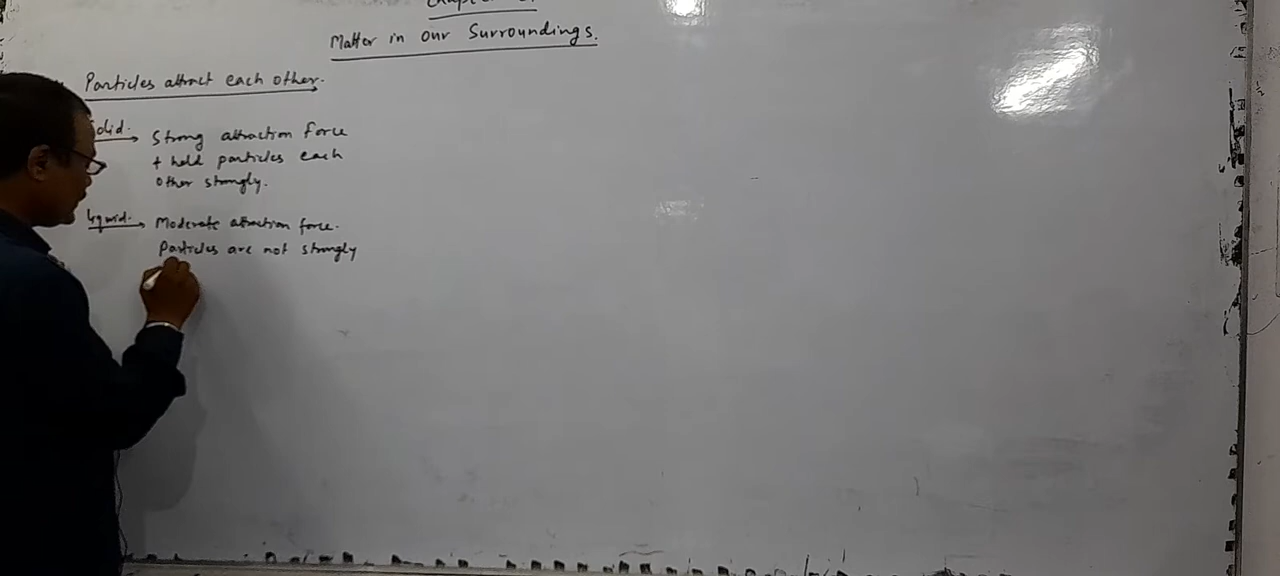 Matter in our Surroundings.
Particles attract each other.
Strong attraction force
+ hold particles each
other strongly.
Liquid. → Moderate attraction force.
Particles are not strongly